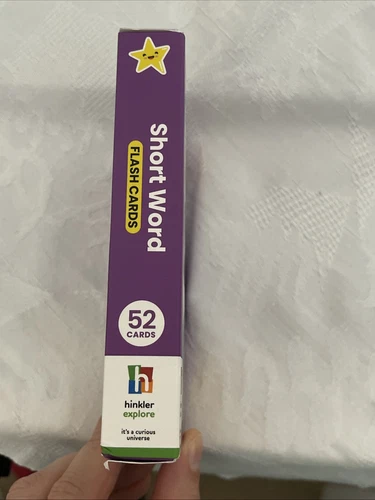 Short Word
FLASH CARDS
52
CARDS
h
hinkler
explore
it's a curious
universe